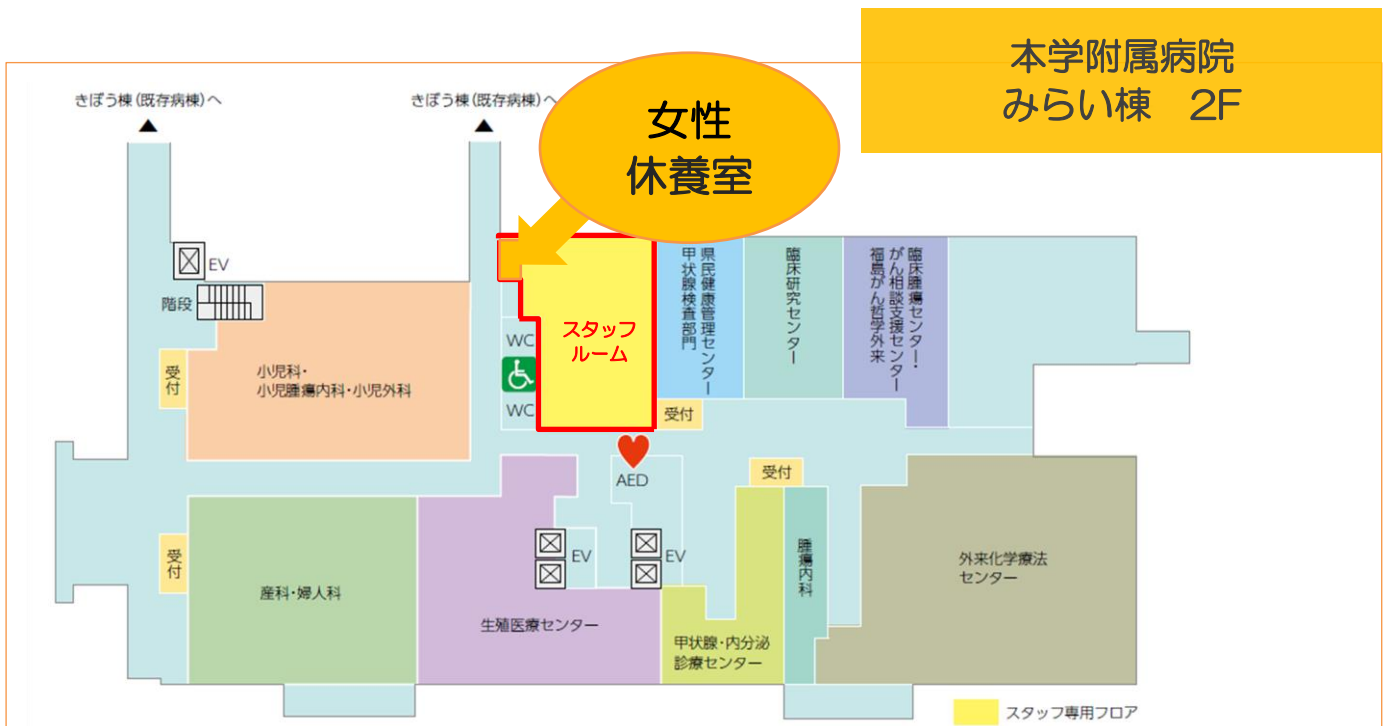 本学附属病院
みらい棟　2F
きぼう棟(既存病棟)へ
きぼう棟(既存病棟)へ
女性
休養室
EV
階段
受付
小児科・
小児腫瘍内科・小児外科
WC
WC
スタッフ
ルーム
県民健康管理センター
甲状腺検査部門
臨床研究センター
臨床腫瘍センター・
がん相談支援センター
福島がん哲学外来
受付
AED
受付
受付
産科・婦人科
生殖医療センター
EV
EV
甲状腺・内分泌
診療センター
腫瘍内科
外来化学療法
センター
スタッフ専用フロア